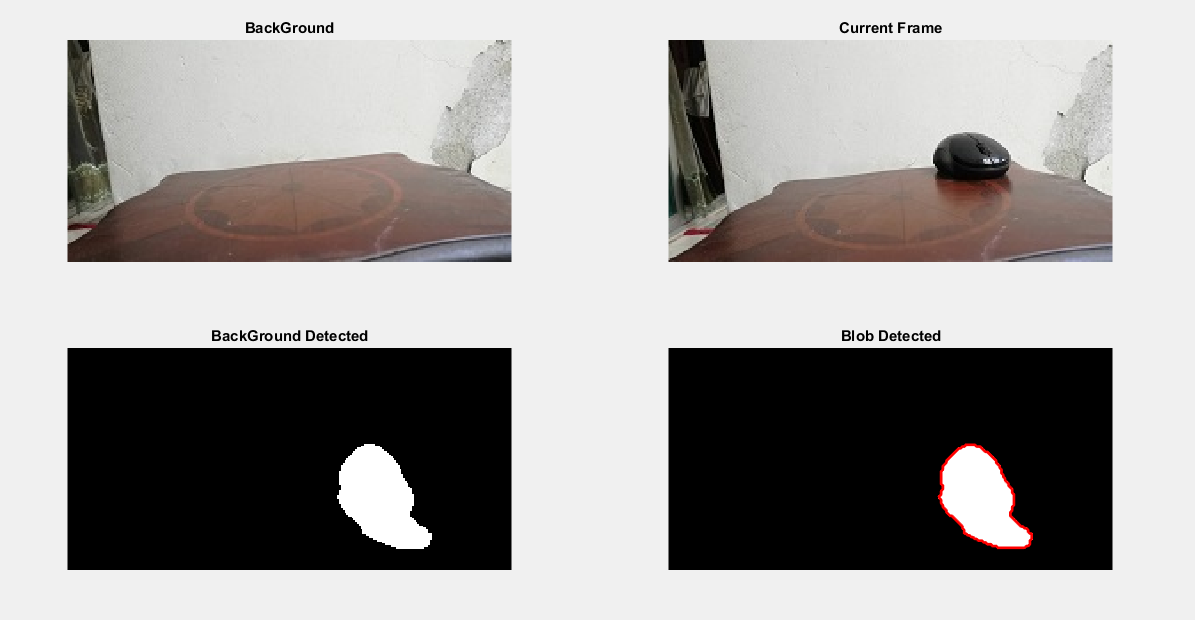 BackGround
Current Frame
BackGround Detected
Blob Detected